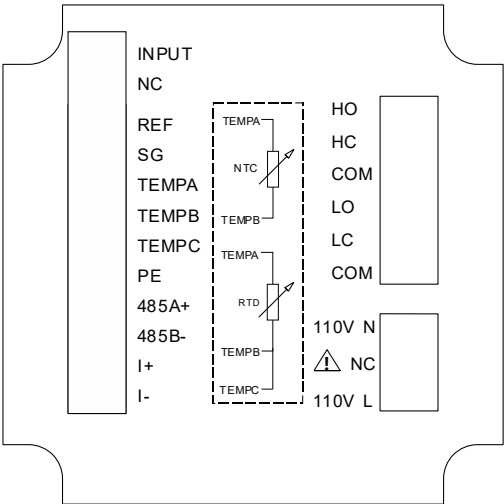 INPUT
NC
REF
SG
TEMPA
TEMPB
TEMPC
PE
485A+
485B-
I+
I-
TEMPA
NTC
TEMPB
TEMPA
RTD
TEMPB
TEMPC
HO
HC
COM
LO
LC
COM
110V N
NC
110V L